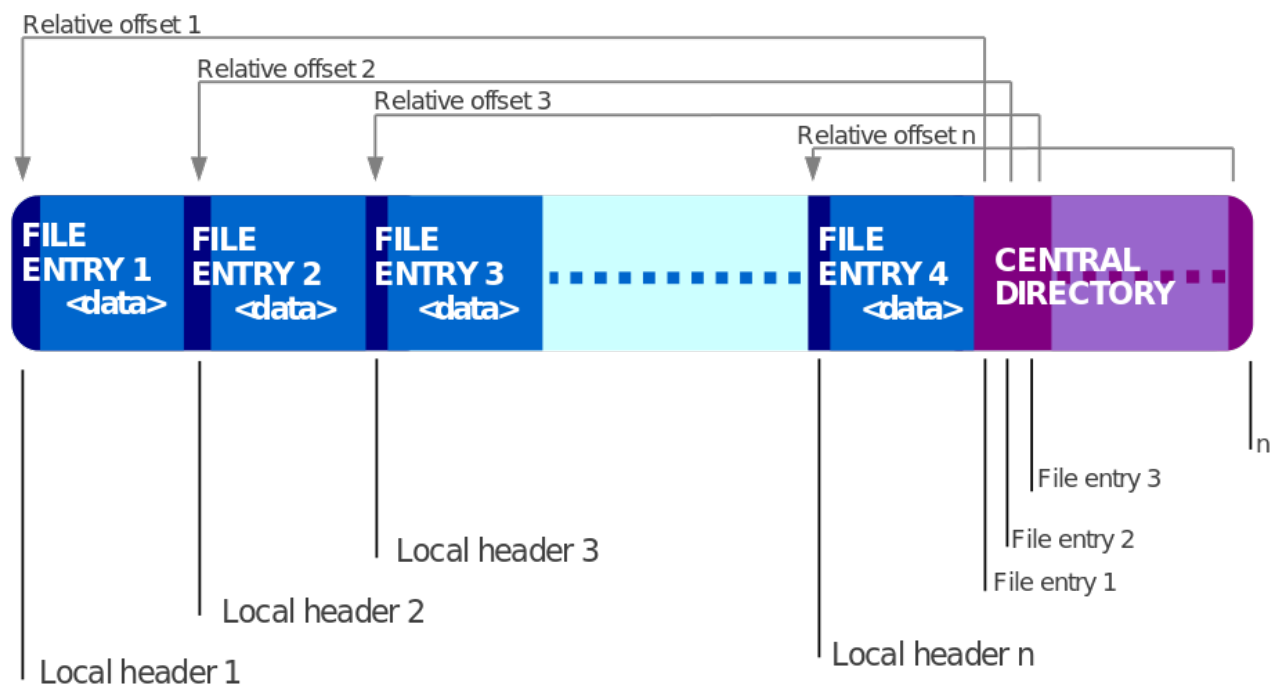 Relative offset 1
Relative offset 2
Relative offset 3
Relative offset n
FILE
ENTRY 1
<data>
FILE
ENTRY 2
<data>
FILE
ENTRY 3
<data>
FILE
ENTRY 4
<data>
CENTRAL
DIRECTORY
n
File entry 3
File entry 2
File entry 1
Local header 3
Local header 2
Local header n
Local header 1